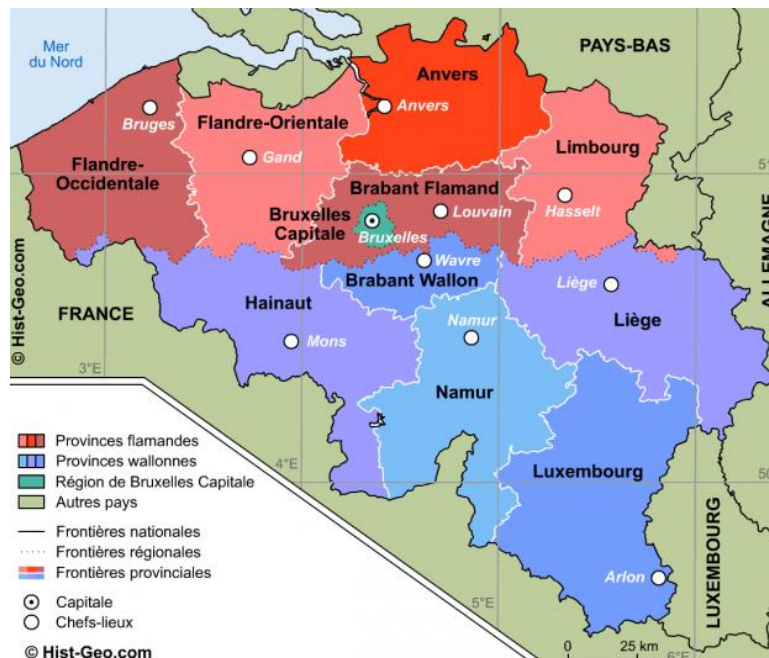 Mer
du Nord
PAYS-BAS
Anvers
Anvers
Bruges
Flandre-Orientale
Gand
Limbourg
Flandre-
Occidentale
Brabant Flamand
Louvain
Hasselt
Bruxelles
Capitale
Bruxelles
Wavre
Brabant Wallon
ALLEMAGNE
FRANCE
Hainaut
Mons
Namur
Liège
Liège
© Hist-Geo.com
3°E
Namur
4°E
Luxembourg
LUXEMBOURG
Arlon
5°E
Provinces flamandes
Provinces wallonnes
Région de Bruxelles Capitale
Autres pays
Frontières nationales
Frontières régionales
Frontières provinciales
Capitale
Chefs-lieux
© Hist-Geo.com
0 25 km
6°E